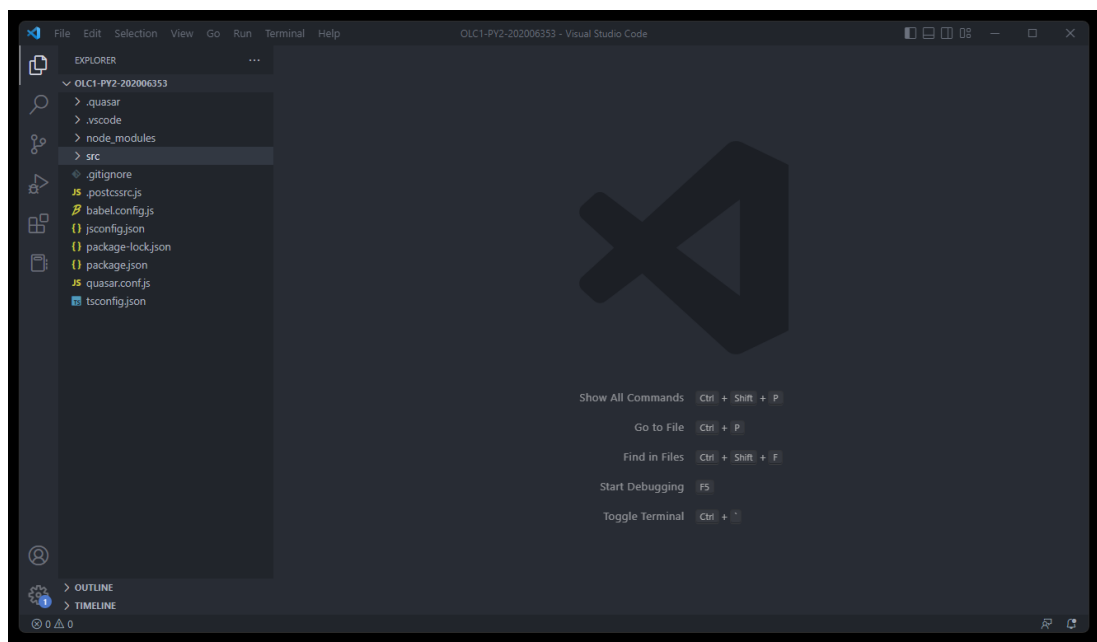 File Edit Selection View Go Run Terminal Help OLC1-PY2-202006353 - Visual Studio Code
EXPLORER ...
OLC1-PY2-202006353
.quasar
.vscode
node_modules
src
.gitignore
JS .postcssrc.js
babel.config.js
{} jsconfig.json
{} package-lock.json
{} package.json
JS quasar.conf.js
TS tsconfig.json
Show All Commands Ctrl + Shift + P
Go to File Ctrl + P
Find in Files Ctrl + Shift + F
Start Debugging F5
Toggle Terminal Ctrl + `
OUTLINE
1
TIMELINE
0 0